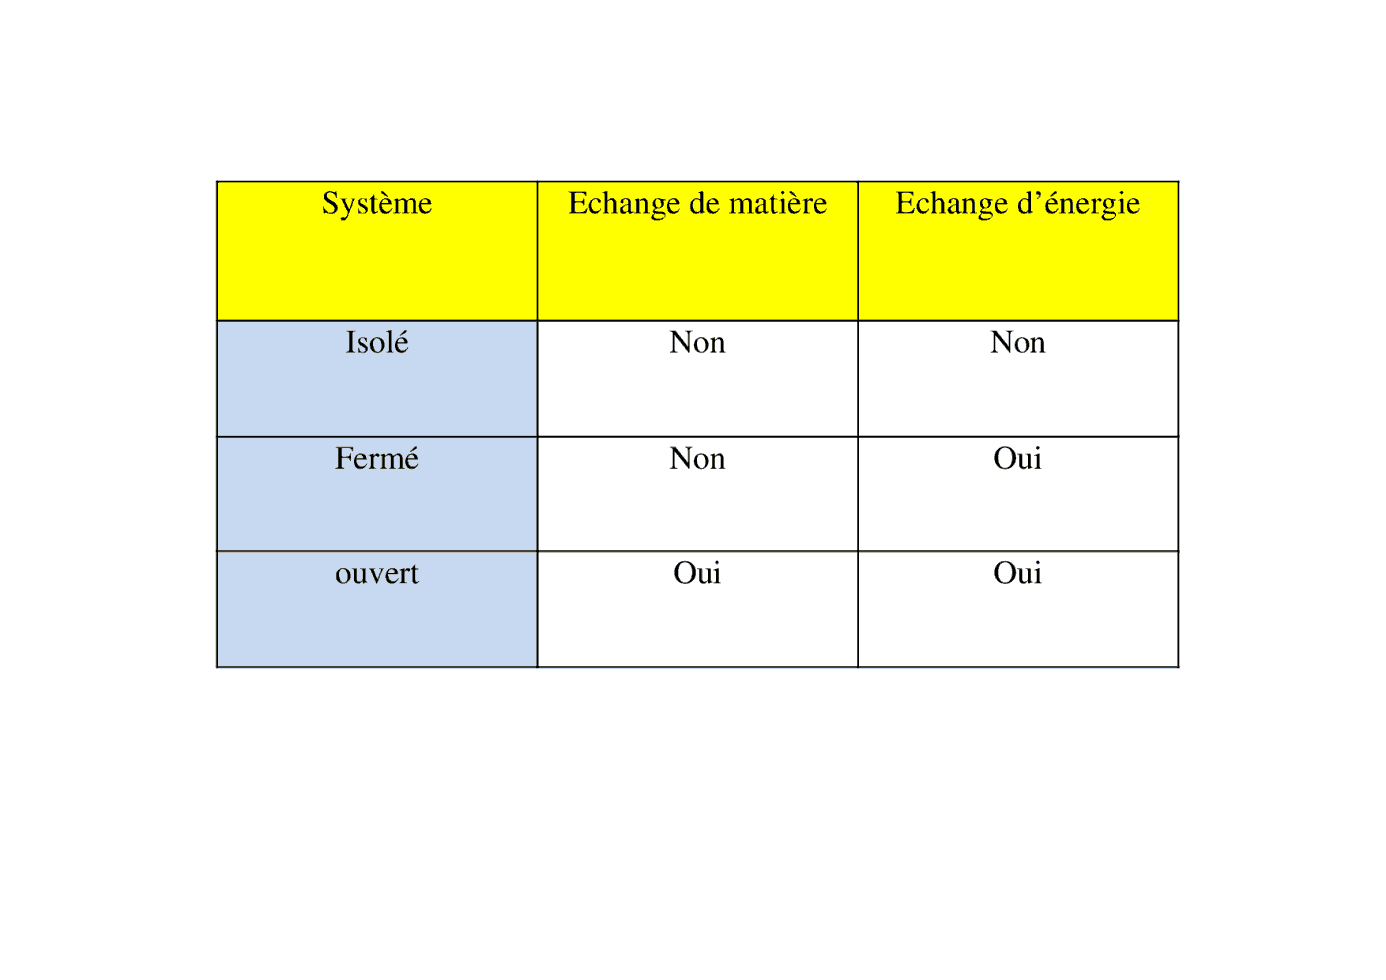 Système Echange de matière Echange d’énergie
Isolé Non Non
Fermé Non Oui
ouvert Oui Oui